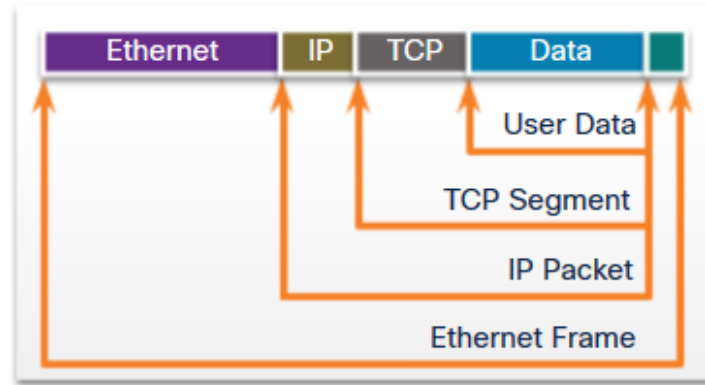 Ethernet IP TCP Data
User Data
TCP Segment
IP Packet
Ethernet Frame